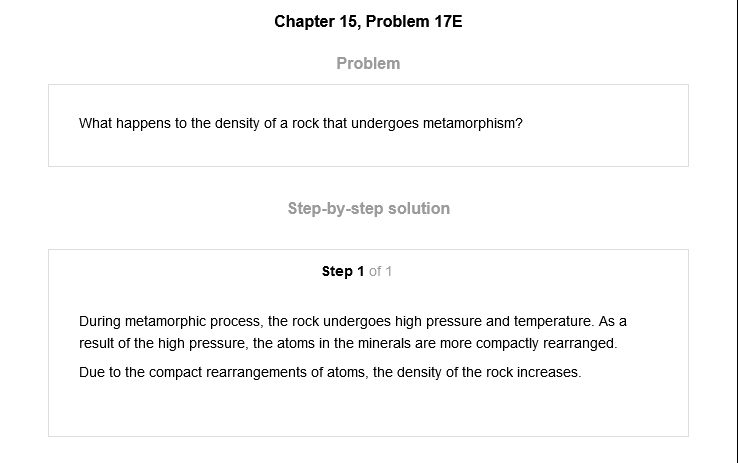 Chapter 15, Problem 17E
Problem
What happens to the density of a rock that undergoes metamorphism?
Step-by-step solution
Step 1 of 1
During metamorphic process, the rock undergoes high pressure and temperature. As a
result of the high pressure, the atoms in the minerals are more compactly rearranged.
Due to the compact rearrangements of atoms, the density of the rock increases.